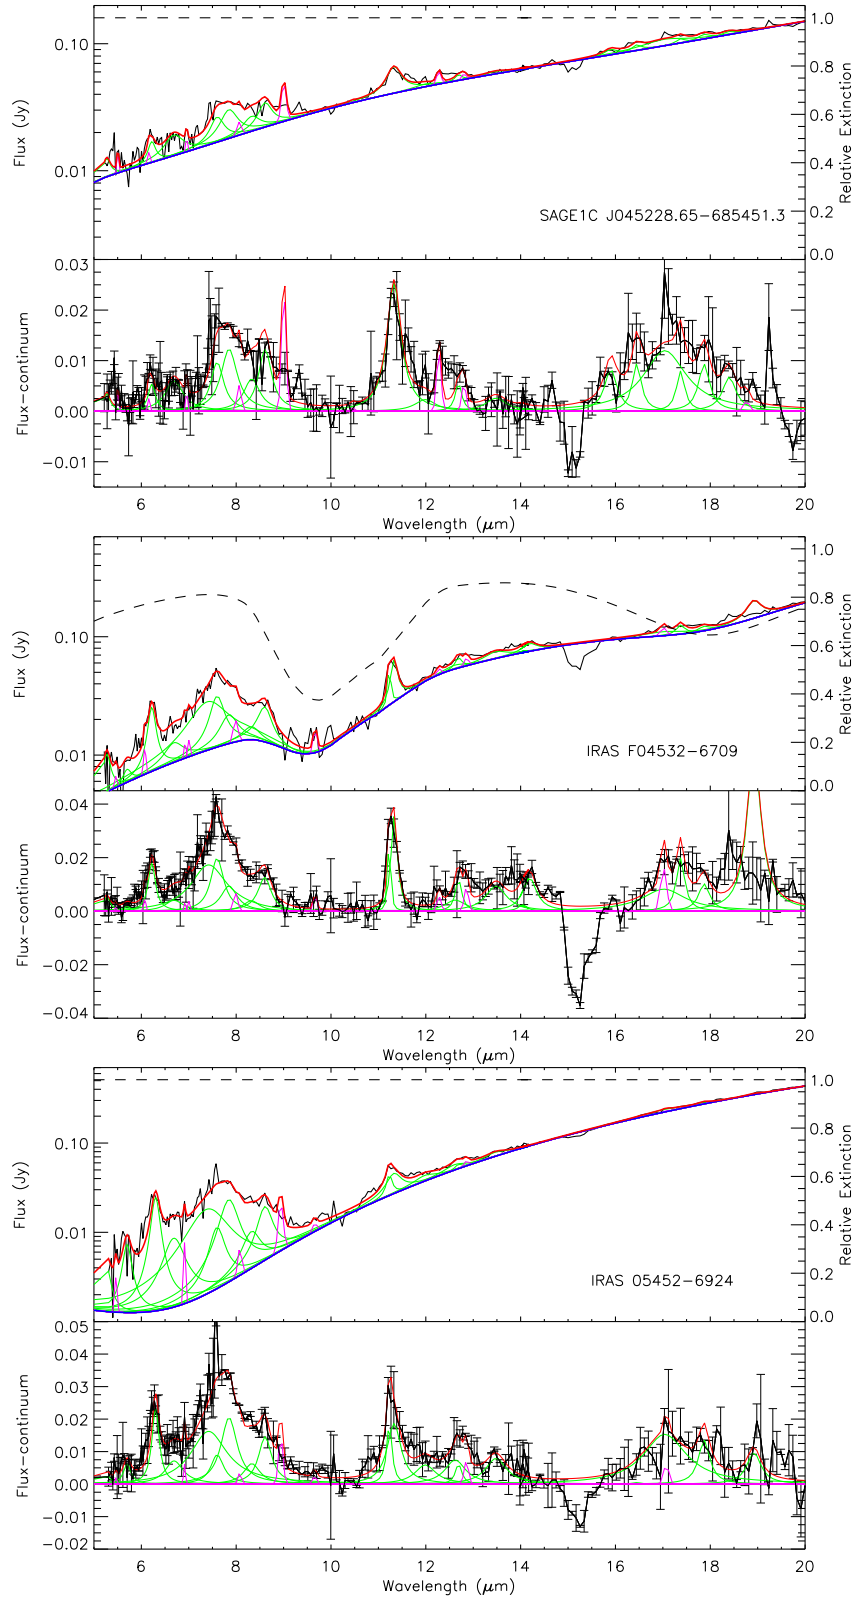 0.10
0.01
Flux (Jy)
1.0
0.8
0.6
0.4
0.2
0.0
Relative Extinction
SAGE1C J045228.65−685451.3
0.03
0.02
0.01
0.00
−0.01
Flux−continuum
6 8 10 12 14 16 18 20
Wavelength (μm)
0.10
0.01
Flux (Jy)
1.0
0.8
0.6
0.4
0.2
0.0
Relative Extinction
IRAS F04532−6709
0.04
0.02
0.00
−0.02
−0.04
Flux−continuum
6 8 10 12 14 16 18 20
Wavelength (μm)
0.10
0.01
Flux (Jy)
1.0
0.8
0.6
0.4
0.2
0.0
Relative Extinction
IRAS 05452−6924
0.05
0.04
0.03
0.02
0.01
0.00
−0.01
−0.02
Flux−continuum
6 8 10 12 14 16 18 20
Wavelength (μm)